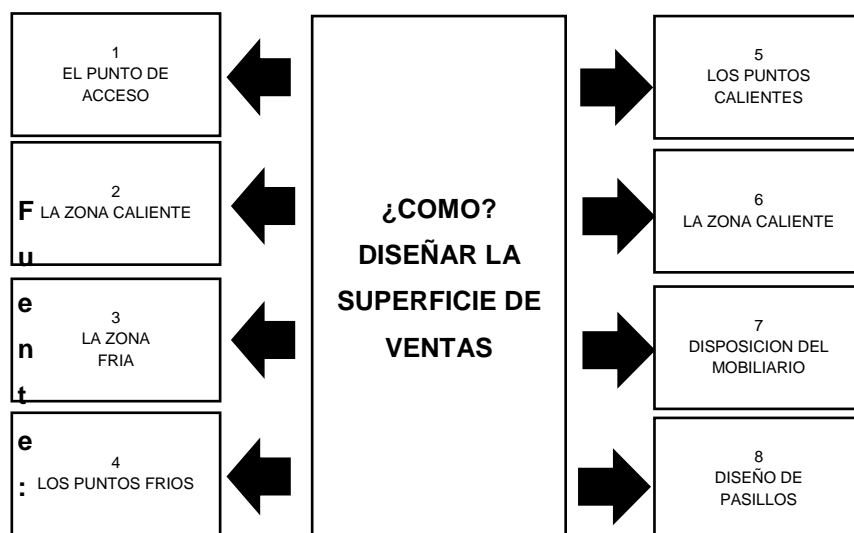 1
EL PUNTO DE
ACCESO
2
LA ZONA CALIENTE
3
LA ZONA
FRIA
4
LOS PUNTOS FRIOS
Fuente:
¿COMO?
DISEÑAR LA
SUPERFICIE DE
VENTAS
5
LOS PUNTOS
CALIENTES
6
LA ZONA CALIENTE
7
DISPOSICION DEL
MOBILIARIO
8
DISEÑO DE
PASILLOS